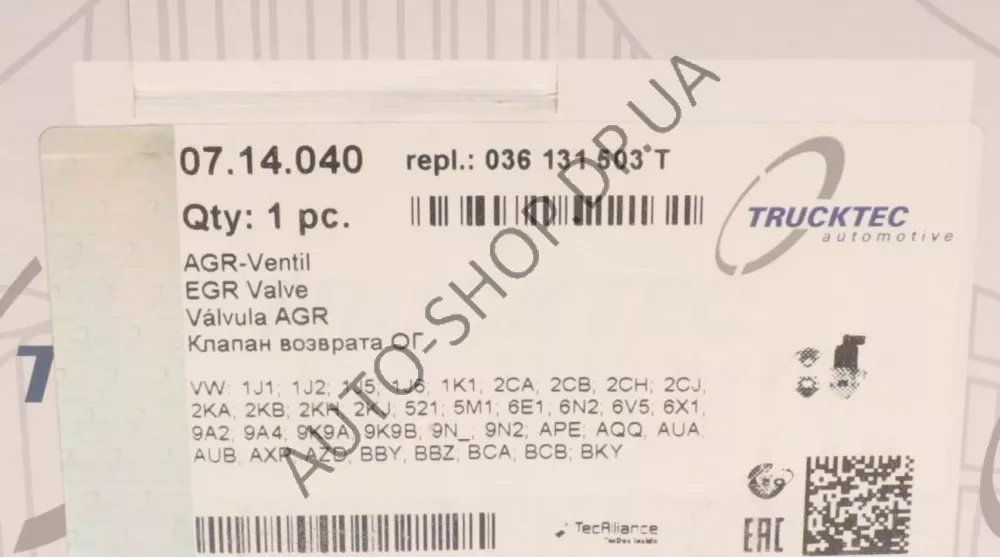 07.14.040 repl.: 036 131 503 T
Qty: 1 pc.
TRUCKTEC
automotive
AGR-Ventil
EGR Valve
Válvula AGR
Клапан возврата ОГ
VW: 1J1; 1J2; 1J5; 1J6; 1K1; 2CA; 2CB; 2CH; 2CJ;
2KA; 2KB; 2KH; 2KJ; 521; 5M1; 6E1; 6N2; 6V5; 6X1;
9A2; 9A4; 9K9A; 9K9B; 9N_; 9N2; APE; AQQ; AUA;
AUB; AXP; AZD; BBY; BBZ; BCA; BCB; BKY
TecAlliance
TecDoc Inside
EAC
AUTO-SHOP.DP.UA
T